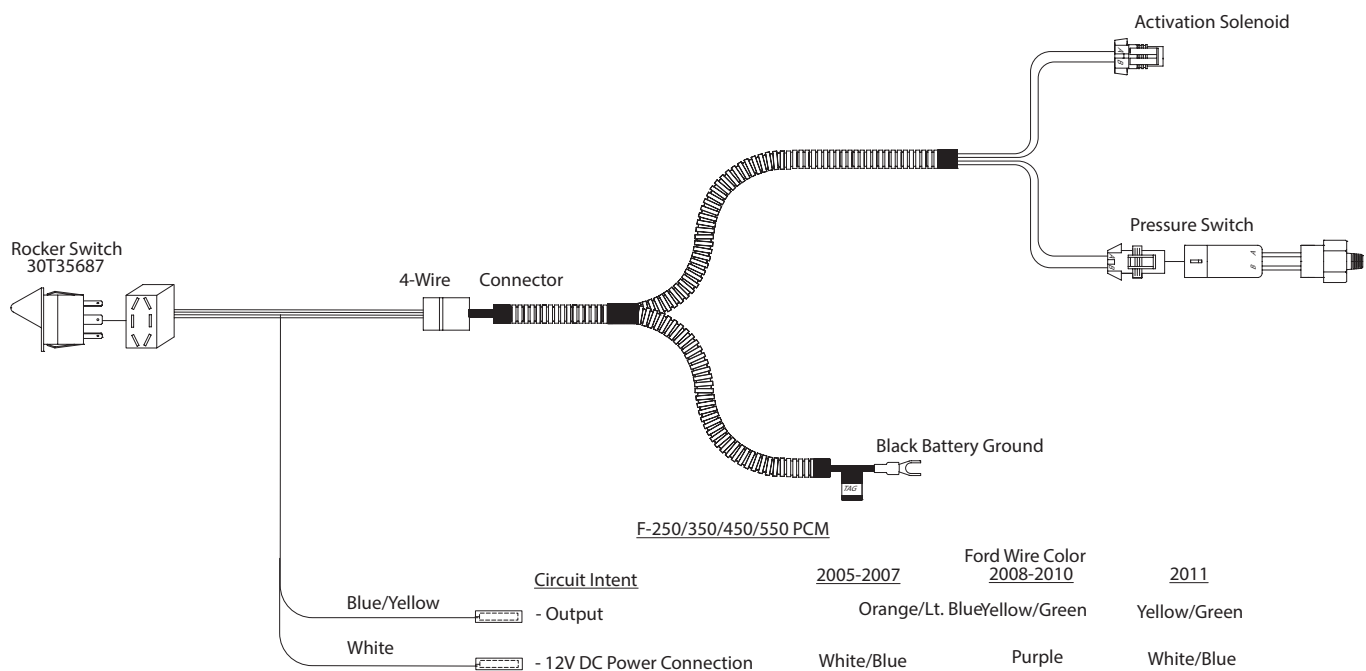 Activation Solenoid
A
B
Pressure Switch
A
B
B A
Rocker Switch
30T35687
4-Wire Connector
Black Battery Ground
TAG
F-250/350/450/550 PCM
Ford Wire Color
Circuit Intent 2005-2007 2008-2010 2011
Blue/Yellow - Output Orange/Lt. Blue Yellow/Green Yellow/Green
White - 12V DC Power Connection White/Blue Purple White/Blue